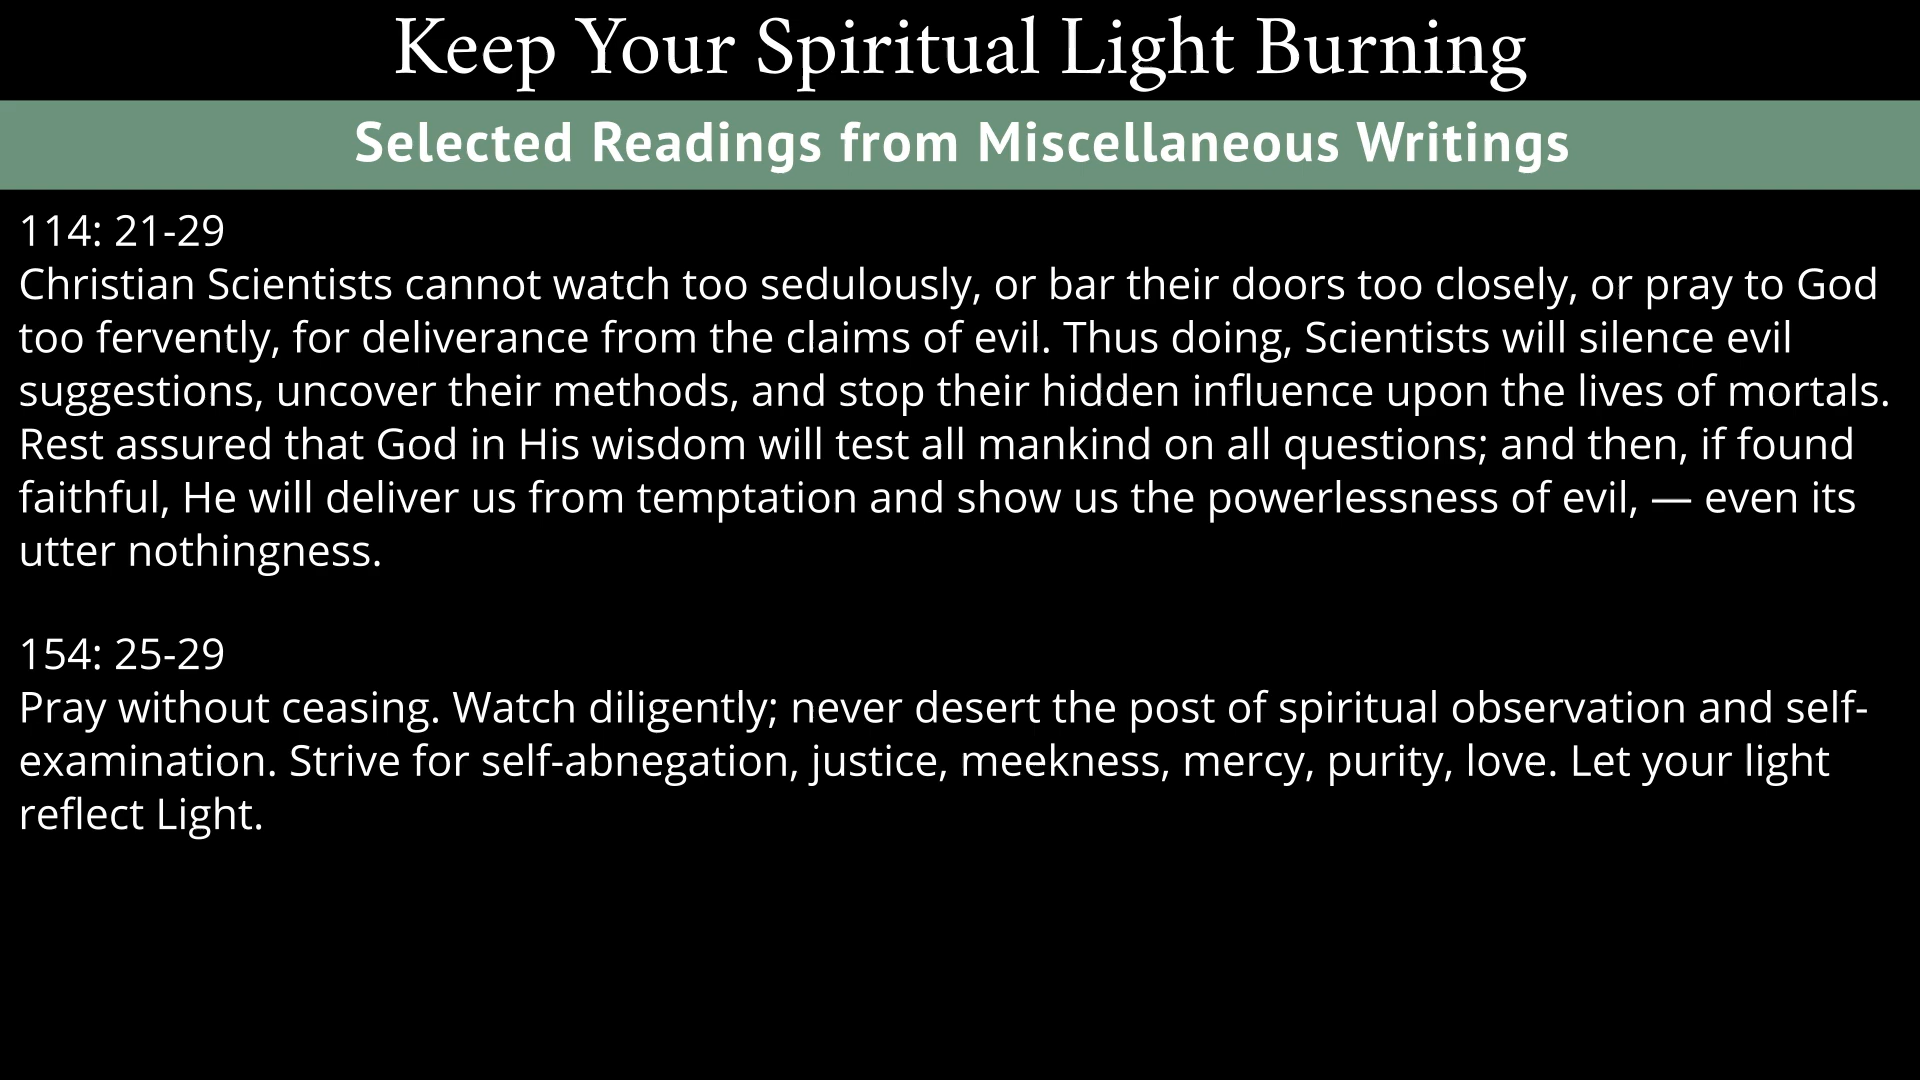 Keep Your Spiritual Light Burning
Selected Readings from Miscellaneous Writings
114: 21-29
Christian Scientists cannot watch too sedulously, or bar their doors too closely, or pray to God
too fervently, for deliverance from the claims of evil. Thus doing, Scientists will silence evil
suggestions, uncover their methods, and stop their hidden influence upon the lives of mortals.
Rest assured that God in His wisdom will test all mankind on all questions; and then, if found
faithful, He will deliver us from temptation and show us the powerlessness of evil, — even its
utter nothingness.
154: 25-29
Pray without ceasing. Watch diligently; never desert the post of spiritual observation and self-
examination. Strive for self-abnegation, justice, meekness, mercy, purity, love. Let your light
reflect Light.